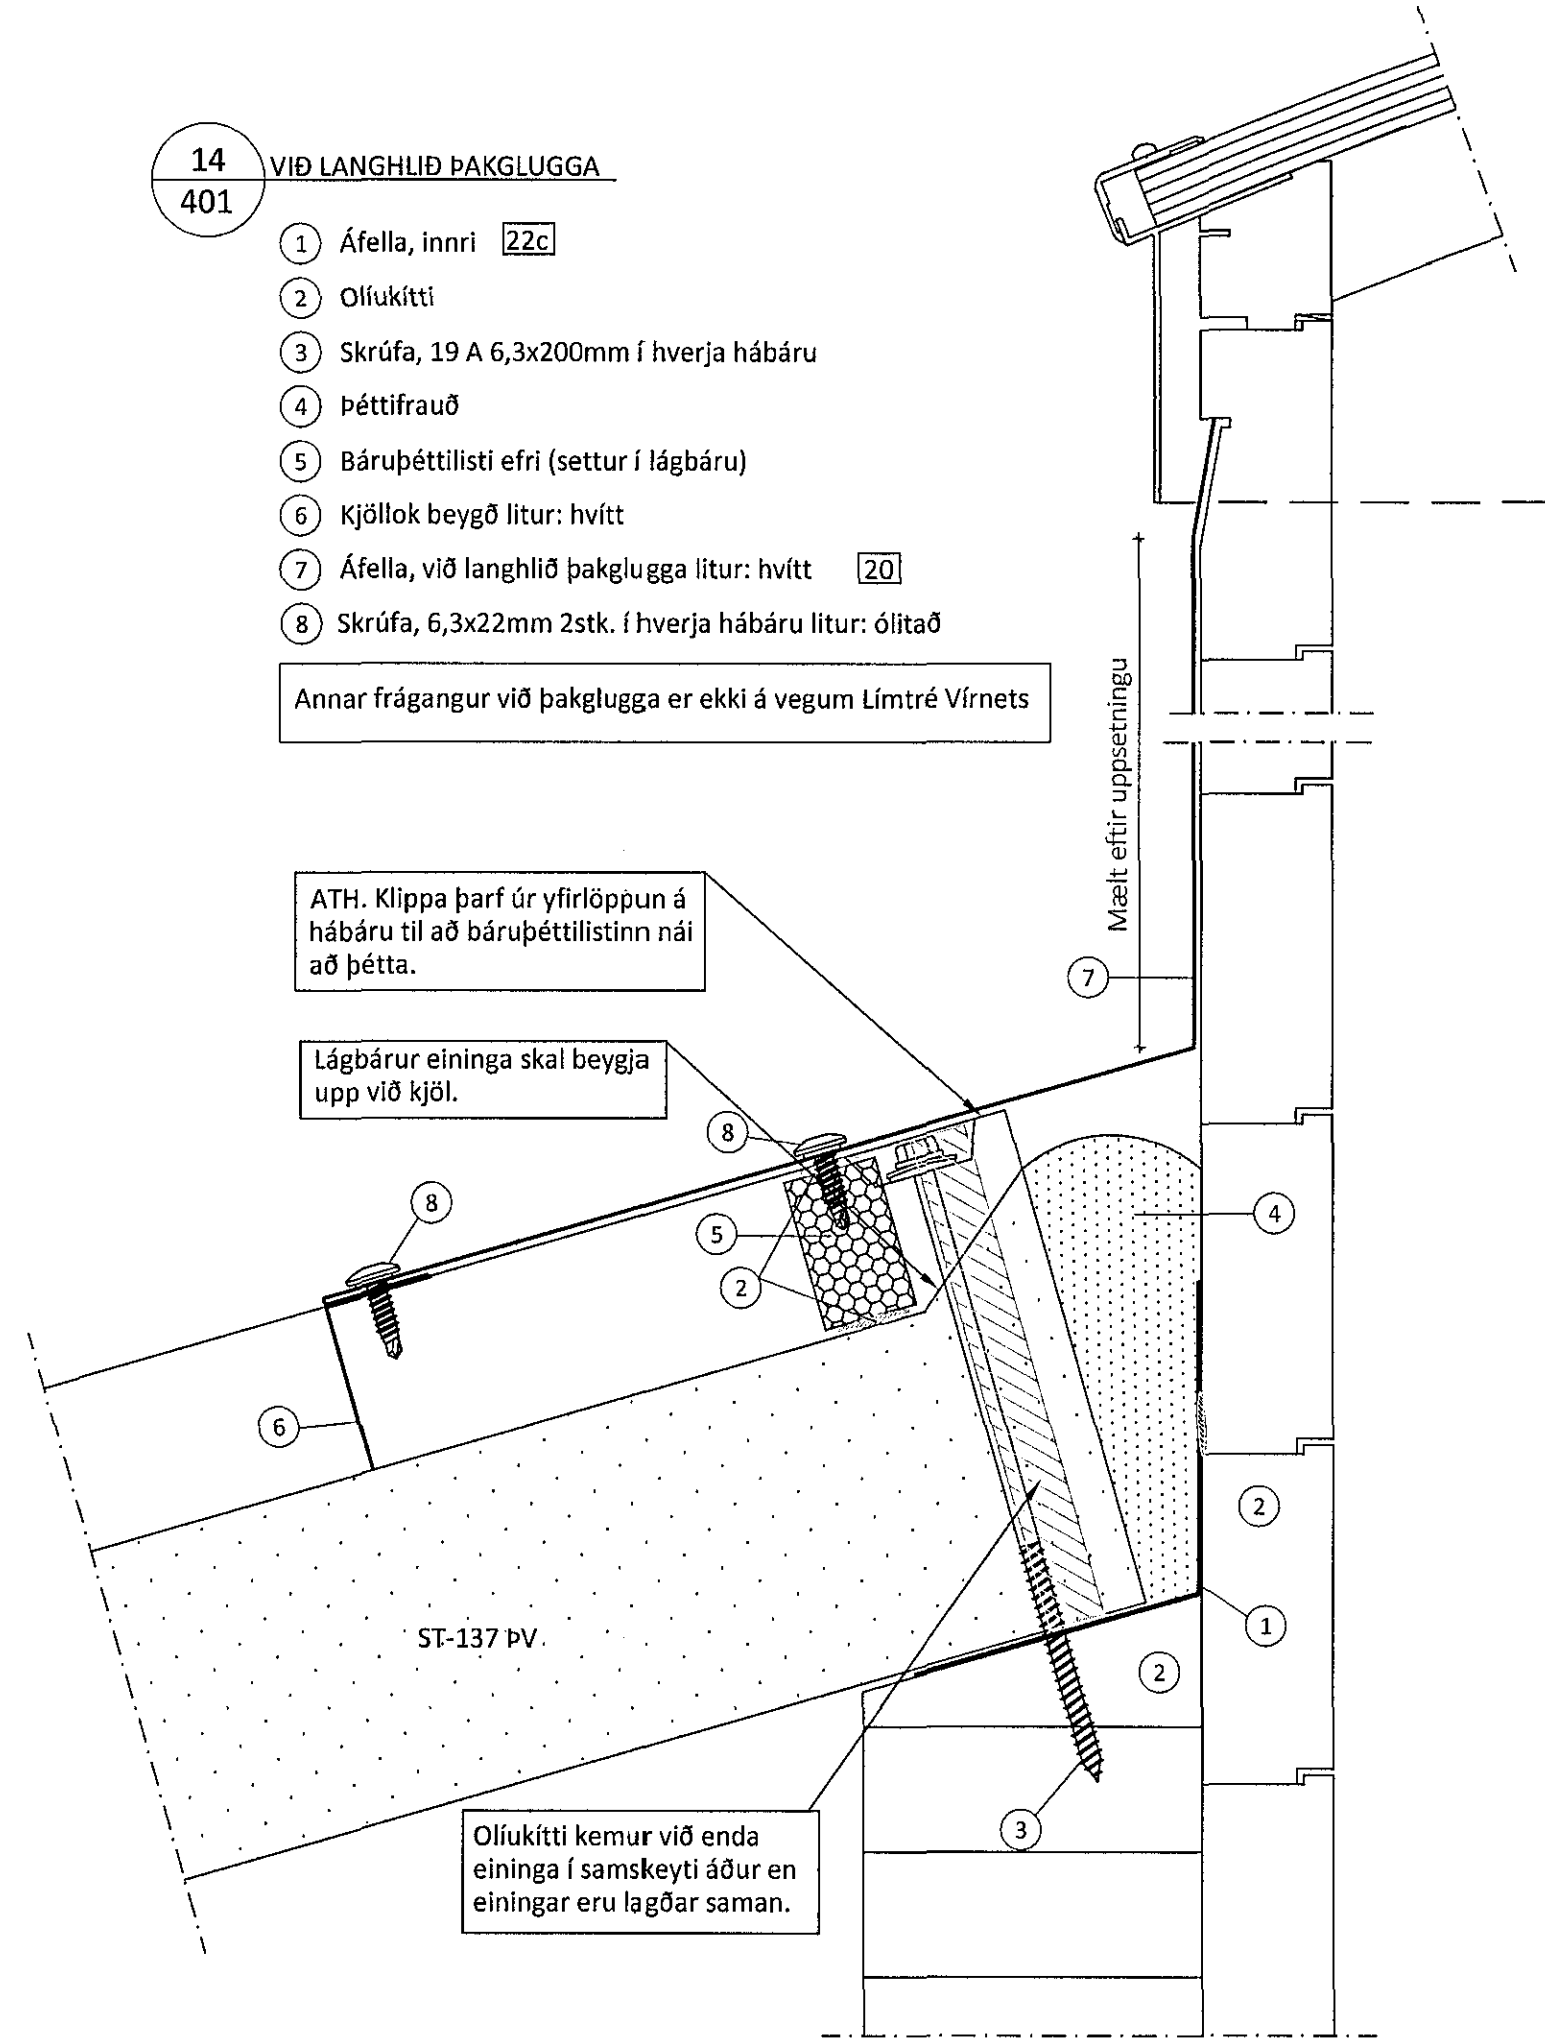 14
401
VIÐ LANGHLIÐ ÞAKGLUGGA
1 Áfella, innri 22c
2 Olíukítti
3 Skrúfa, 19 A 6,3x200mm í hverja hábáru
4 Þéttifrauð
5 Báruþéttilisti efri (settur í lágbáru)
6 Kjöllok beygð litur: hvítt
7 Áfella, við langhlið þakglugga litur: hvítt 20
8 Skrúfa, 6,3x22mm 2stk. í hverja hábáru litur: ólitað
Annar frágangur við þakglugga er ekki á vegum Límtré Vírnets
Mælt eftir uppsetningu
ATH. Klippa þarf úr yfirlöppun á
hábáru til að báruþéttilistinn nái
að þétta.
7
Lágbárur eininga skal beygja
upp við kjöl.
8
8
5
4
2
6
2
1
ST-137 ÞV.
2
3
Olíukítti kemur við enda
eininga í samskeyti áður en
einingar eru lagðar saman.